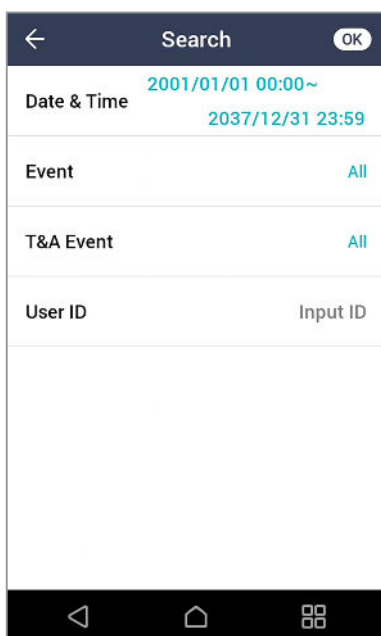 Search OK
Date & Time 2001/01/01 00:00~
2037/12/31 23:59
Event All
T&A Event All
User ID Input ID